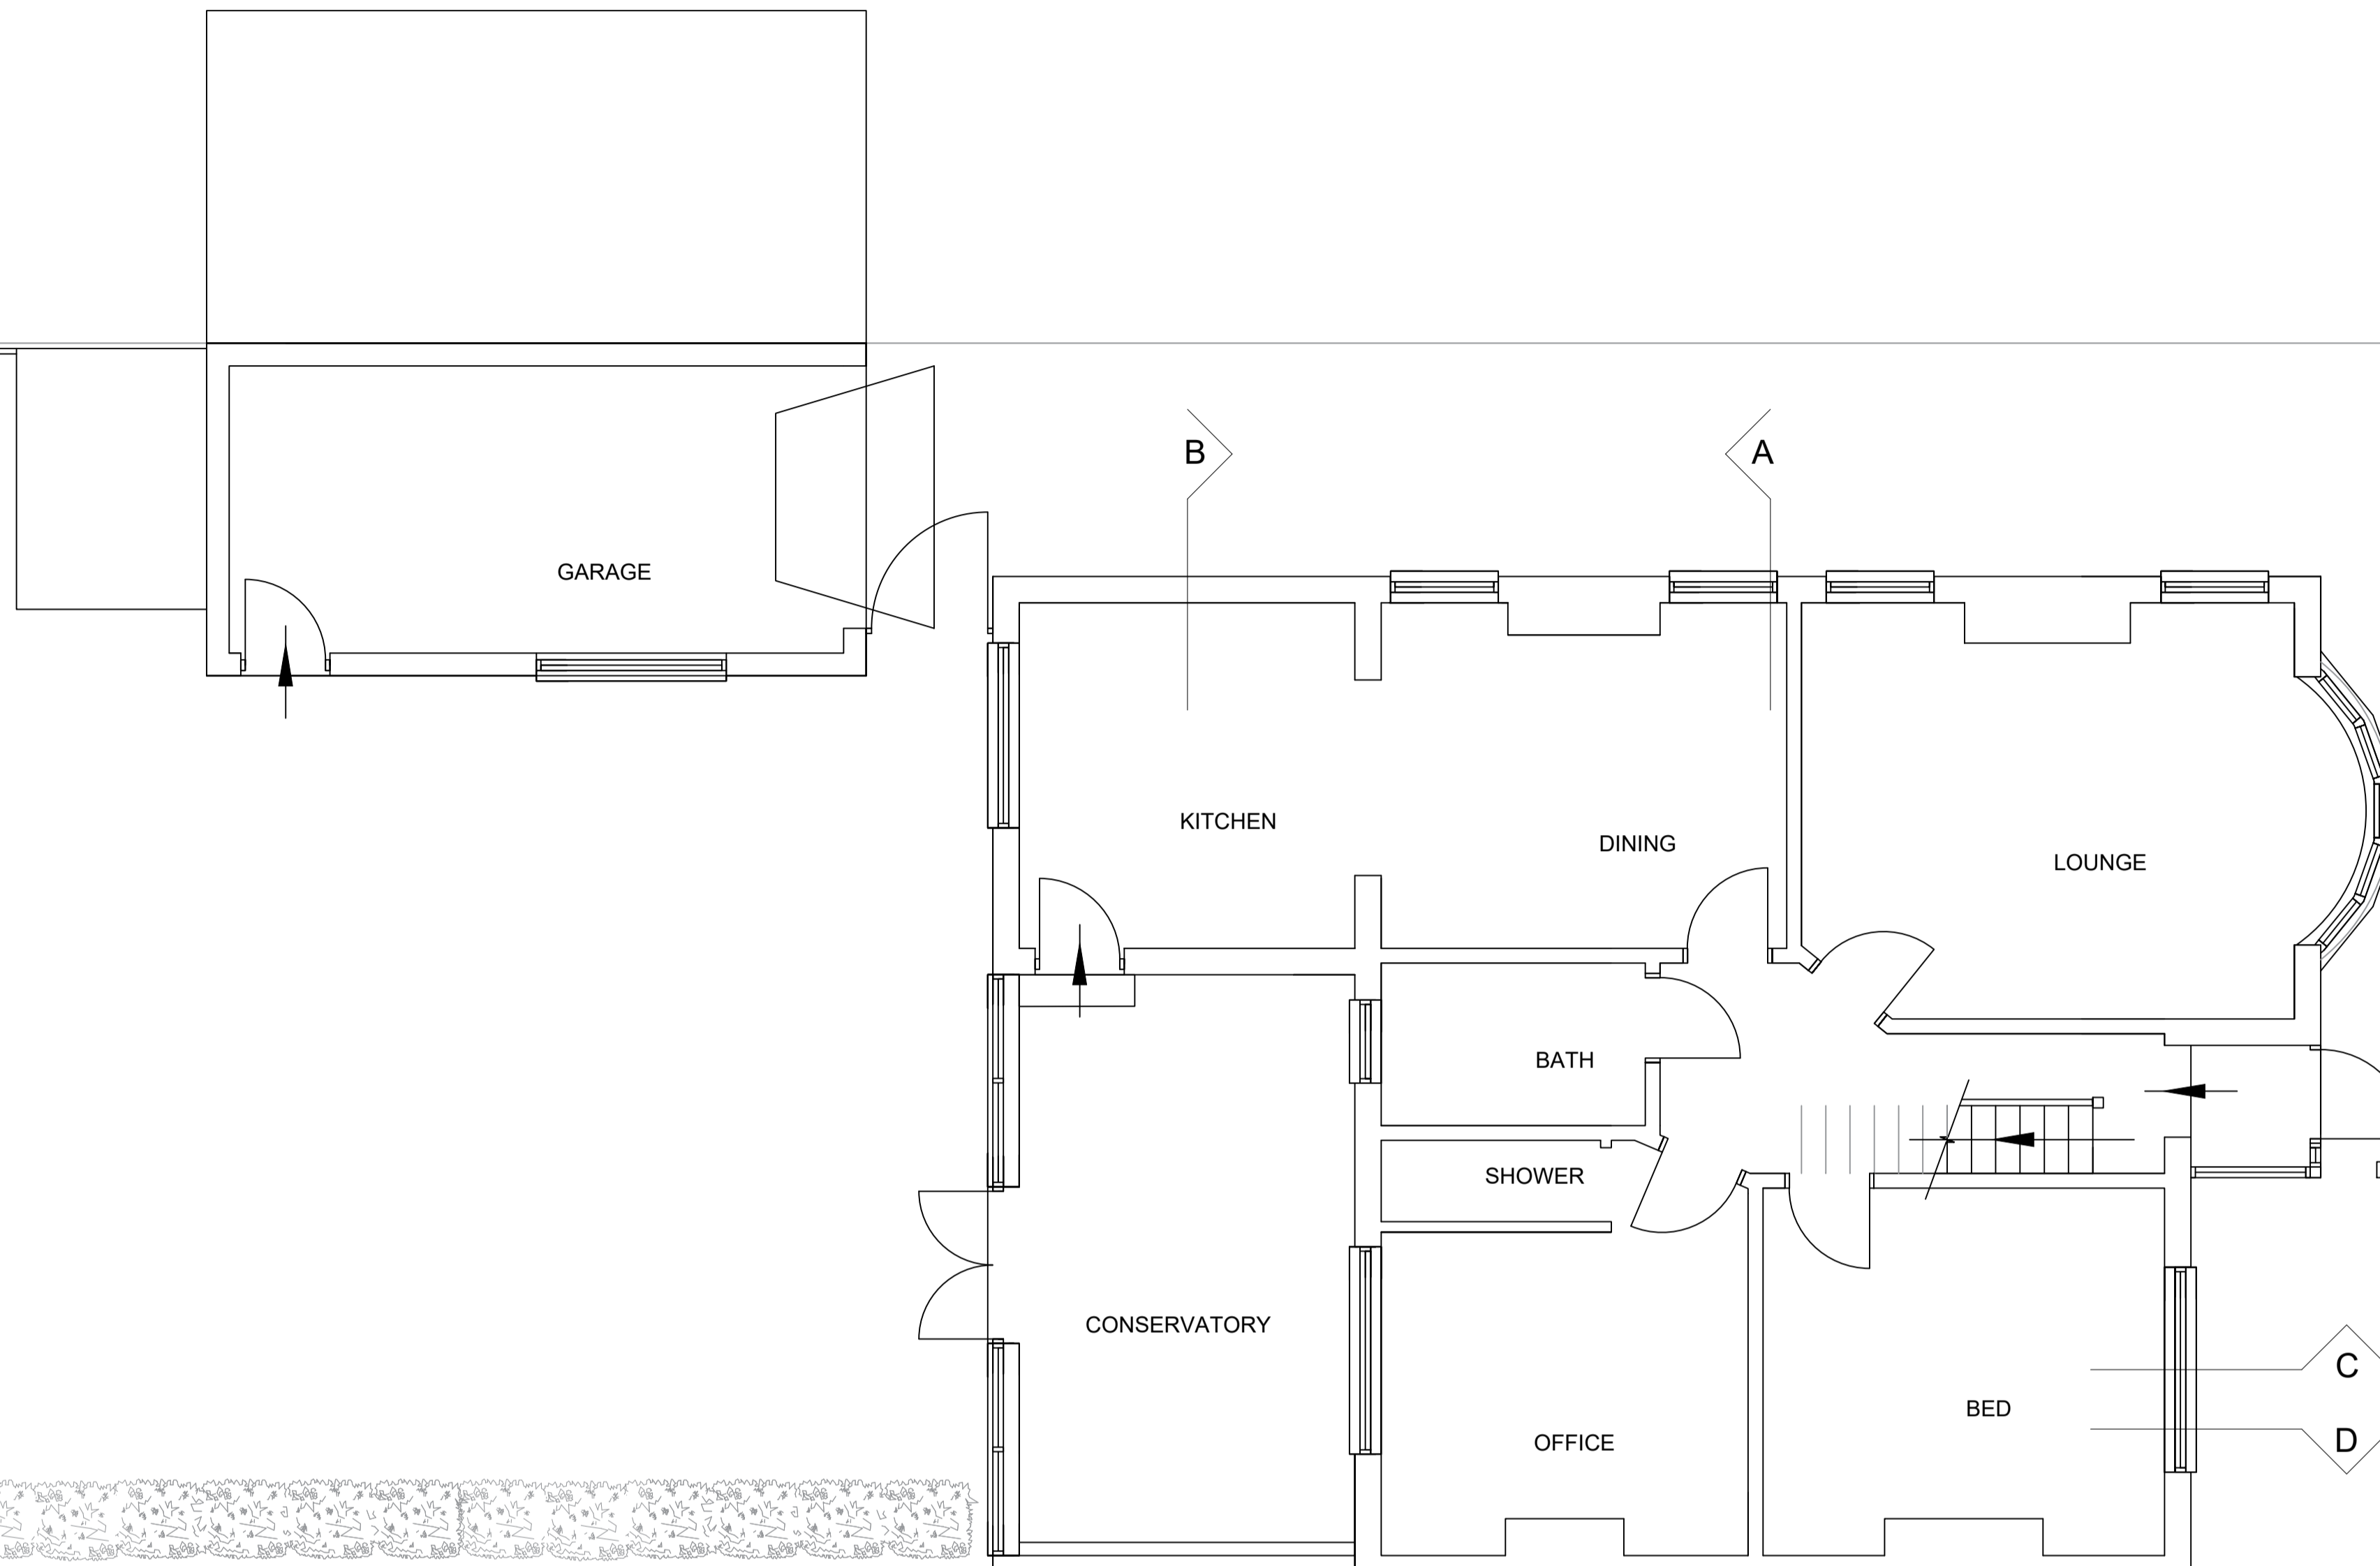 B
A
GARAGE
KITCHEN
DINING
LOUNGE
BATH
SHOWER
CONSERVATORY
C
BED
D
OFFICE